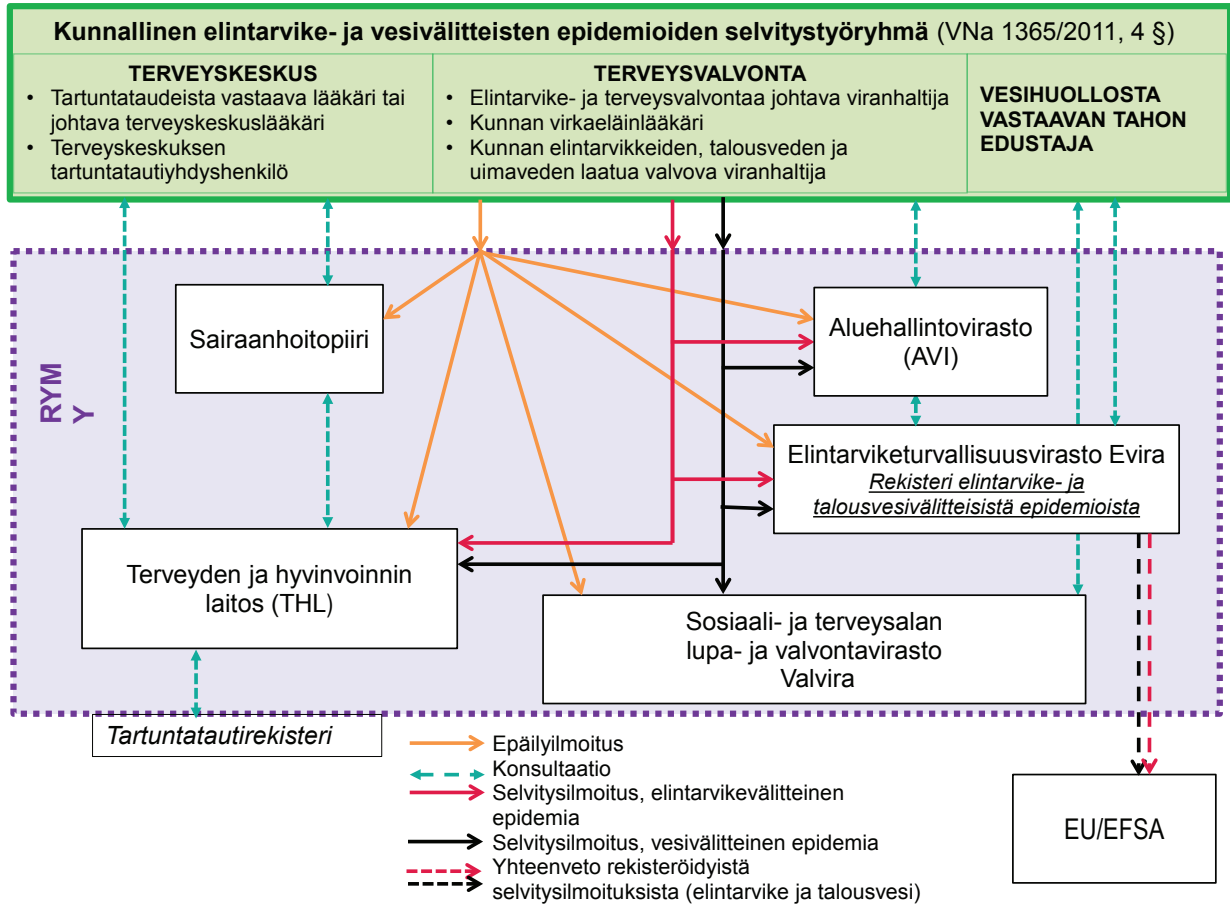 Kunnallinen elintarvike- ja vesivälitteisten epidemioiden selvitystyöryhmä (VNa 1365/2011, 4 §)
TERVEYSKESKUS
• Tartuntataudeista vastaava lääkäri tai
johtava terveyskeskuslääkäri
• Terveyskeskuksen
tartuntatautiyhdyshenkilö
TERVEYSVALVONTA
• Elintarvike- ja terveysvalvontaa johtava viranhaltija
• Kunnan virkaeläinlääkäri
• Kunnan elintarvikkeiden, talousveden ja
uimaveden laatua valvova viranhaltija
VESIHUOLLOSTA
VASTAAVAN TAHON
EDUSTAJA
RYM
Y
Sairaanhoitopiiri
Aluehallintovirasto
(AVI)
Elintarviketurvallisuusvirasto Evira
Rekisteri elintarvike- ja
talousvesivälitteisistä epidemioista
Terveyden ja hyvinvoinnin
laitos (THL)
Sosiaali- ja terveysalan
lupa- ja valvontavirasto
Valvira
Tartuntatautirekisteri
Epäilyilmoitus
Konsultaatio
Selvitysilmoitus, elintarvikevälitteinen
epidemia
Selvitysilmoitus, vesivälitteinen epidemia
Yhteenveto rekisteröidyistä
selvitysilmoituksista (elintarvike ja talousvesi)
EU/EFSA